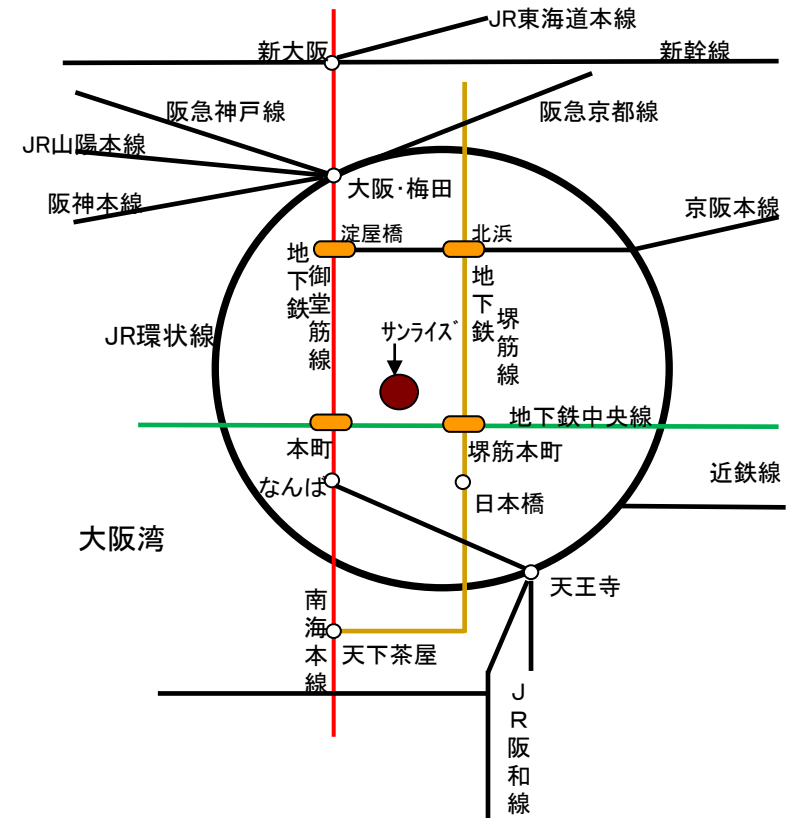 JR東海道本線
新大阪
新幹線
阪急神戸線
阪急京都線
JR山陽本線
大阪・梅田
阪神本線
京阪本線
淀屋橋
北浜
地下鉄
御堂筋線
地下鉄
堺筋線
JR環状線
サンライズ
地下鉄中央線
本町
堺筋本町
近鉄線
なんば
日本橋
大阪湾
天王寺
南海本線
天下茶屋
JR阪和線